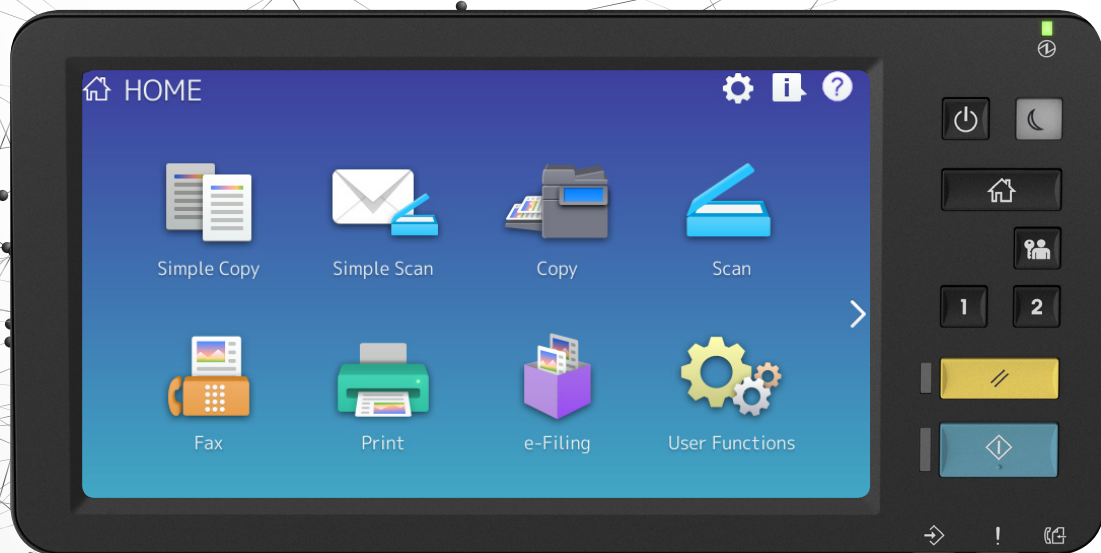 HOME
Simple Copy
Simple Scan
Copy
Scan
Fax
Print
e-Filing
User Functions
1
2